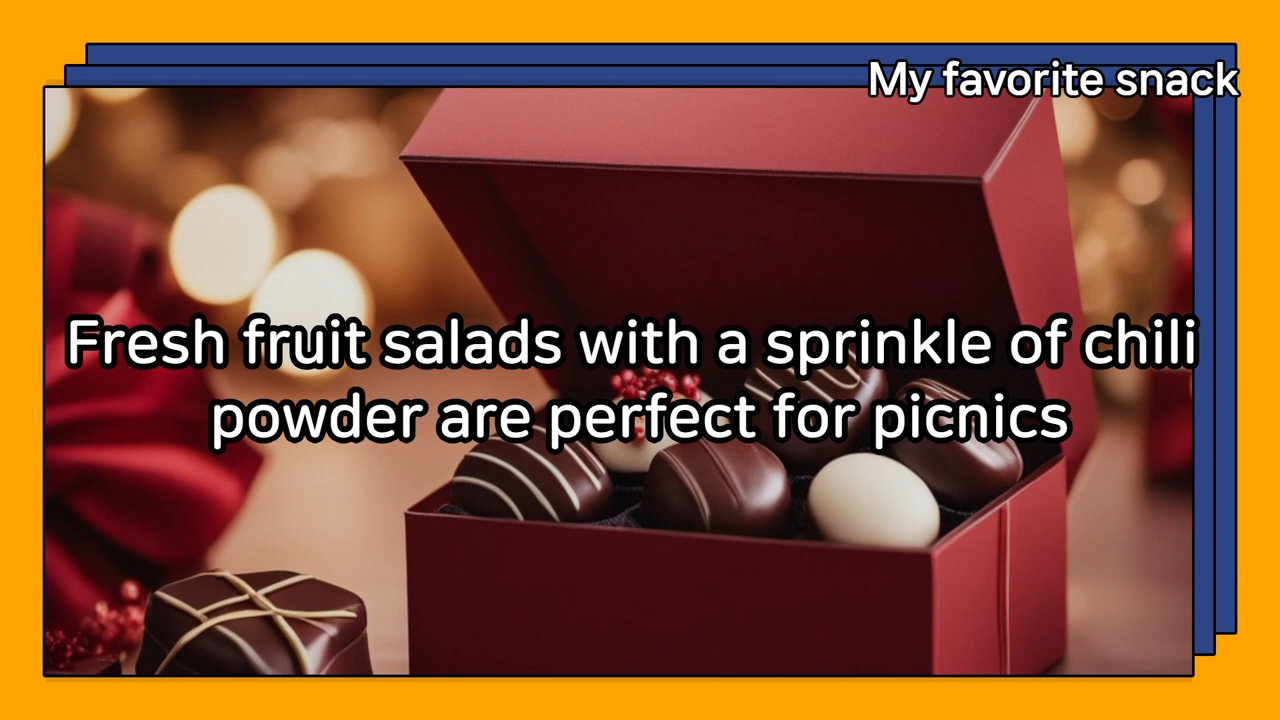 My favorite snack
Fresh fruit salads with a sprinkle of chili
powder are perfect for picnics